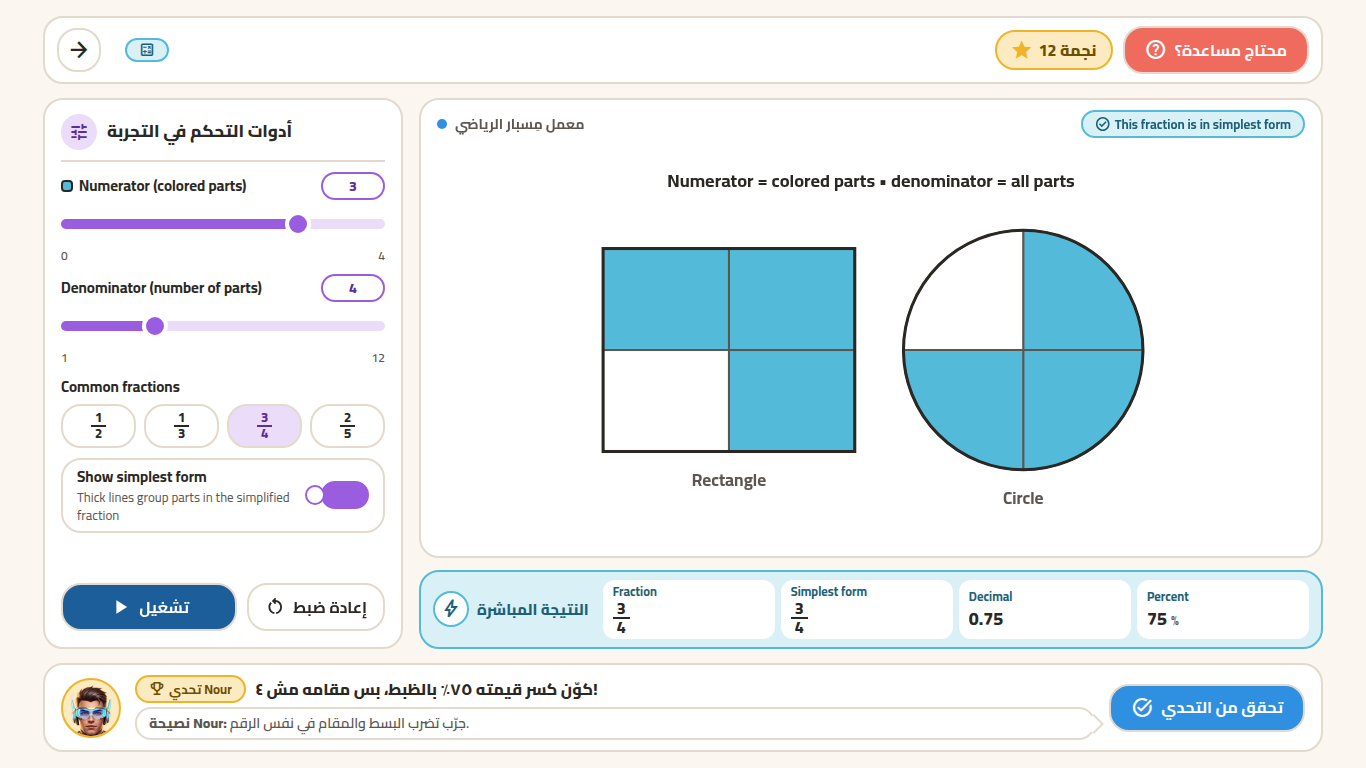 محتاج مساعدة؟
نجمة 12
أدوات التحكم في التجربة
Numerator (colored parts)
3
0
4
Denominator (number of parts)
4
1
12
Common fractions
1/2
1/3
3/4
2/5
Show simplest form
Thick lines group parts in the simplified
fraction
تشغيل
إعادة ضبط
معمل مسبار الرياضي
This fraction is in simplest form
Numerator = colored parts • denominator = all parts
Rectangle
Circle
النتيجة المباشرة
Fraction
3/4
Simplest form
3/4
Decimal
0.75
Percent
75 %
تحدي Nour
كوّن كسر قيمته ٧٥٪ بالظبط، بس مقامه مش ٤!
نصيحة Nour: جرّب تضرب البسط والمقام في نفس الرقم.
تحقق من التحدي